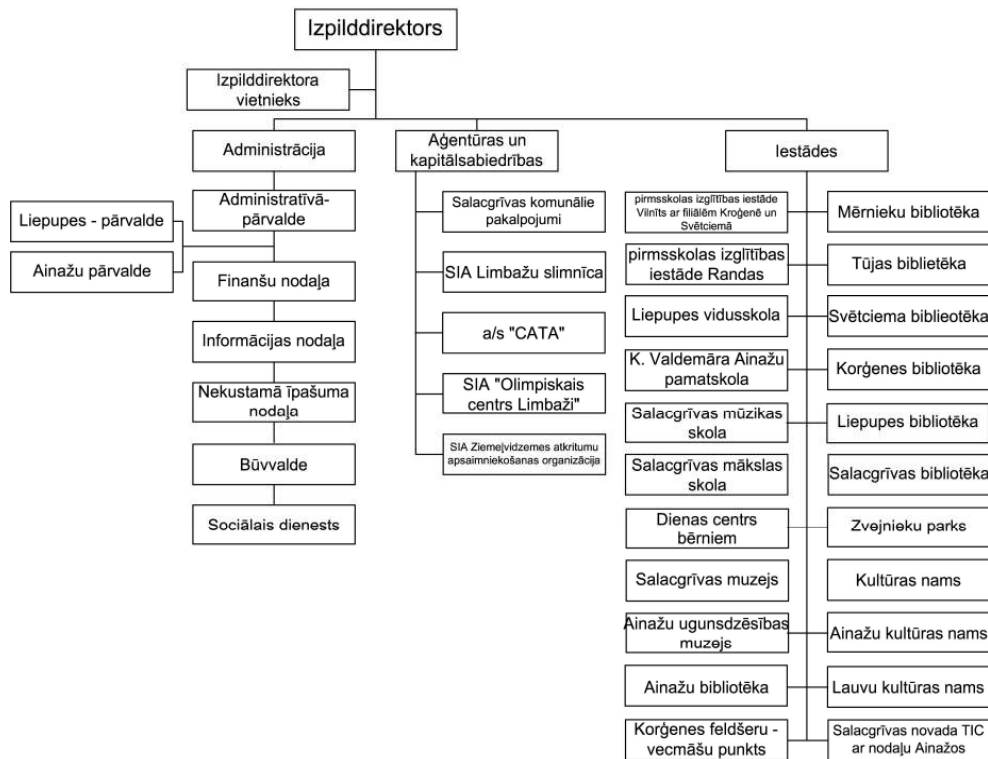 Izpilddirektors
Izpilddirektora
vietnieks
Administrācija
Administratīvā-
pārvalde
Liepupes - pārvalde
Ainažu pārvalde
Finanšu nodaļa
Informācijas nodaļa
Nekustamā īpašuma
nodaļa
Būvvalde
Sociālais dienests
Aģentūras un
kapitālsabiedrības
Salacgrīvas komunālie
pakalpojumi
SIA Limbažu slimnīca
a/s "CATA"
SIA "Olimpiskais
centrs Limbaži"
SIA Ziemeļvidzemes atkritumu
apsaimniekošanas organizācija
Iestādes
pirmsskolas izglītības iestāde
Vilnīts ar filiālēm Kroģenē un
Svētciemā
Mērnieku bibliotēka
pirmsskolas izglītības
iestāde Randas
Tūjas biblietēka
Liepupes vidusskola
Svētciema biblieotēka
K. Valdemāra Ainažu
pamatskola
Korģenes bibliotēka
Salacgrīvas mūzikas
skola
Liepupes bibliotēka
Salacgrīvas mākslas
skola
Salacgrīvas bibliotēka
Dienas centrs
bērniem
Zvejnieku parks
Salacgrīvas muzejs
Kultūras nams
Ainažu ugunsdzēsības
muzejs
Ainažu kultūras nams
Ainažu bibliotēka
Lauvu kultūras nams
Korģenes feldšeru -
vecmāšu punkts
Salacgrīvas novada TIC
ar nodaļu Ainažos